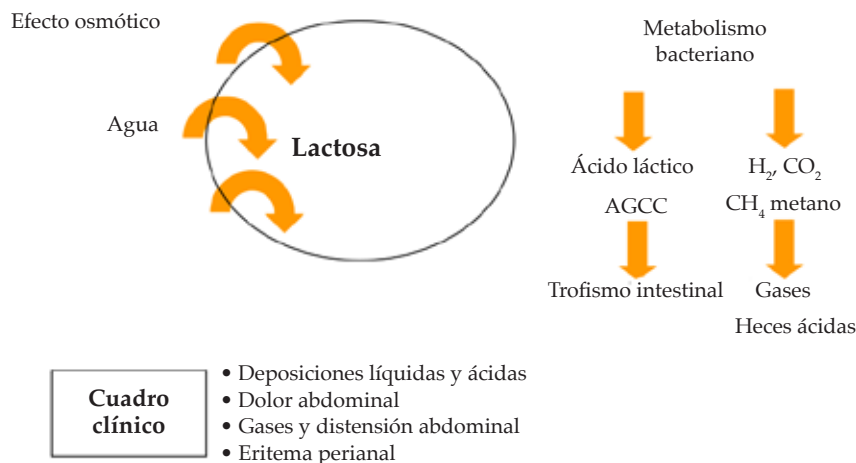 Efecto osmótico
Agua
Lactosa
Metabolismo
bacteriano
Ácido láctico
AGCC
Trofismo intestinal
H₂, CO₂
CH₄ metano
Gases
Heces ácidas
Cuadro
clínico
• Deposiciones líquidas y ácidas
• Dolor abdominal
• Gases y distensión abdominal
• Eritema perianal